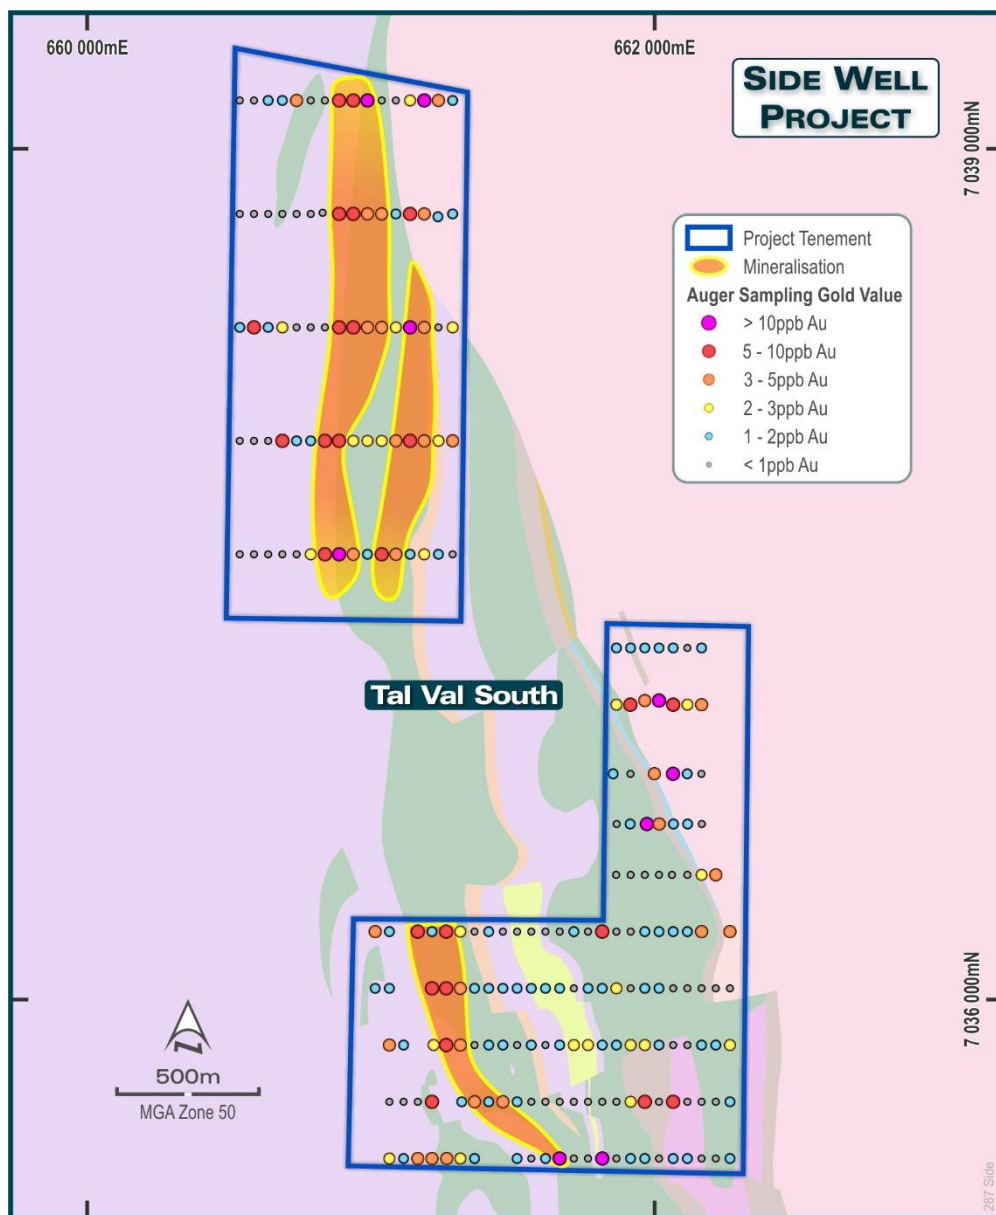 660 000mE
662 000mE
SIDE WELL
PROJECT
7 039 000mN
Project Tenement
Mineralisation
Auger Sampling Gold Value
> 10ppb Au
5 - 10ppb Au
3 - 5ppb Au
2 - 3ppb Au
1 - 2ppb Au
< 1ppb Au
Tal Val South
7 036 000mN
N
500m
MGA Zone 50
287 Side